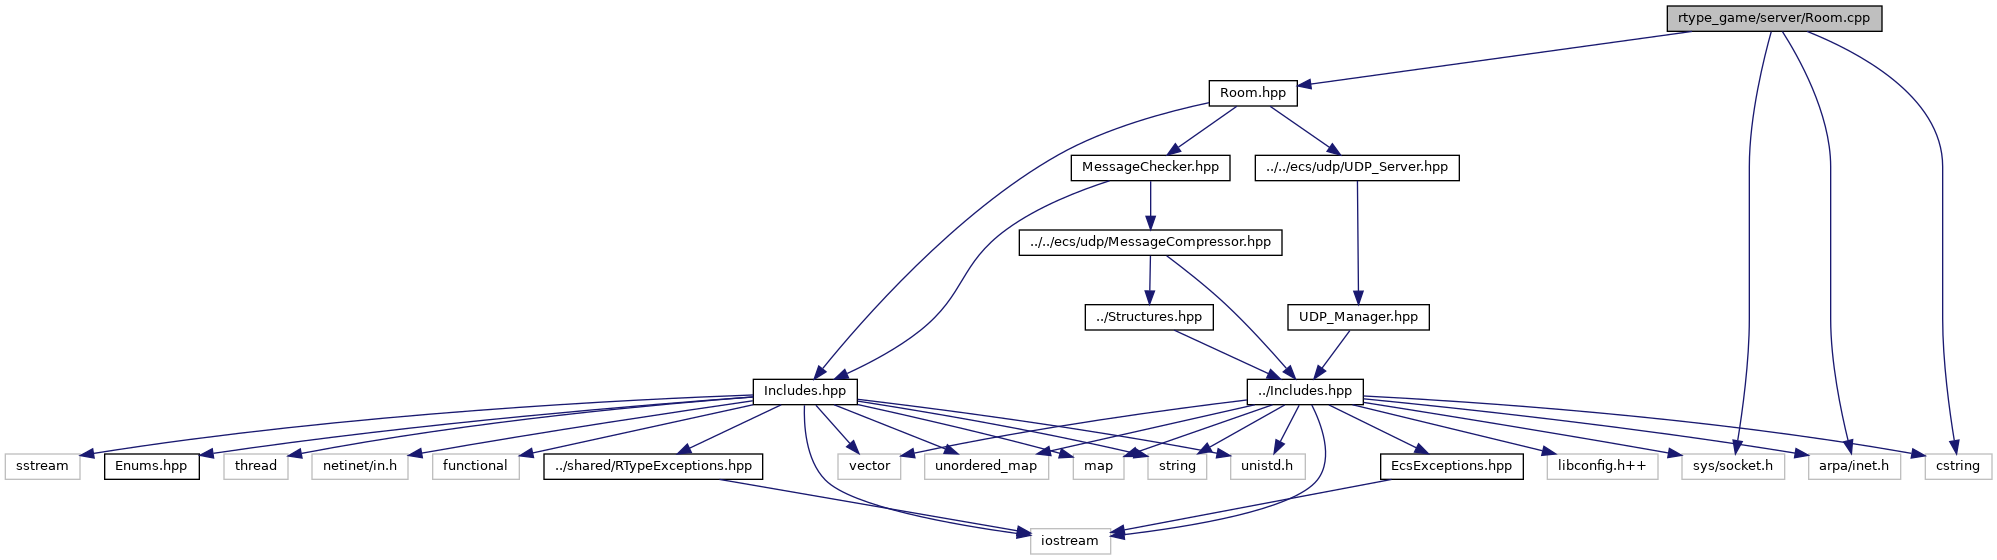 rtype_game/server/Room.cpp
Room.hpp
MessageChecker.hpp
../../ecs/udp/UDP_Server.hpp
../../ecs/udp/MessageCompressor.hpp
../Structures.hpp
UDP_Manager.hpp
Includes.hpp
../Includes.hpp
sstream
Enums.hpp
thread
netinet/in.h
functional
../shared/RTypeExceptions.hpp
vector
unordered_map
map
string
unistd.h
EcsExceptions.hpp
libconfig.h++
sys/socket.h
arpa/inet.h
cstring
iostream